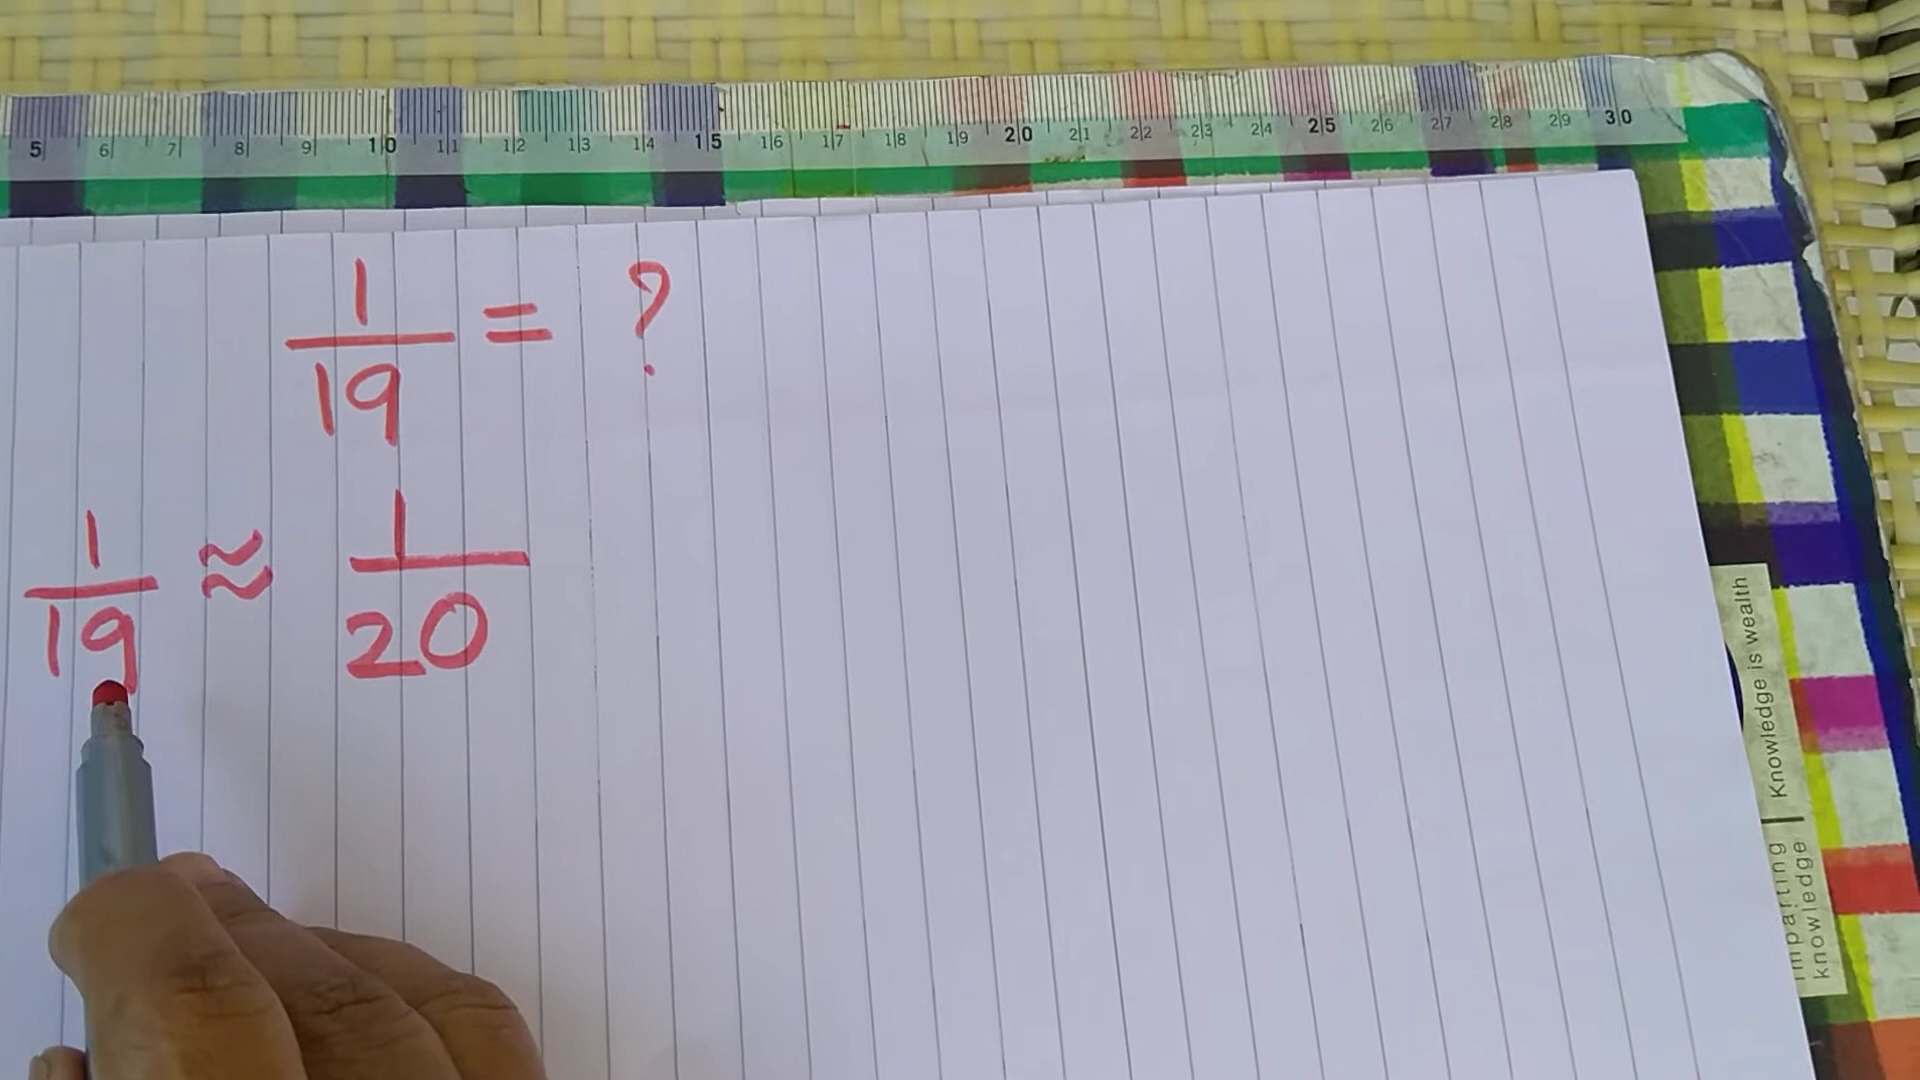 5 6 7 8 9 10 11 12 13 14 15 16 17 18 19 20 21 22 23 24 25 26 27 28 29 30
1/19 = ?
1/19 ≈ 1/20
Imparting knowledge | Knowledge is wealth